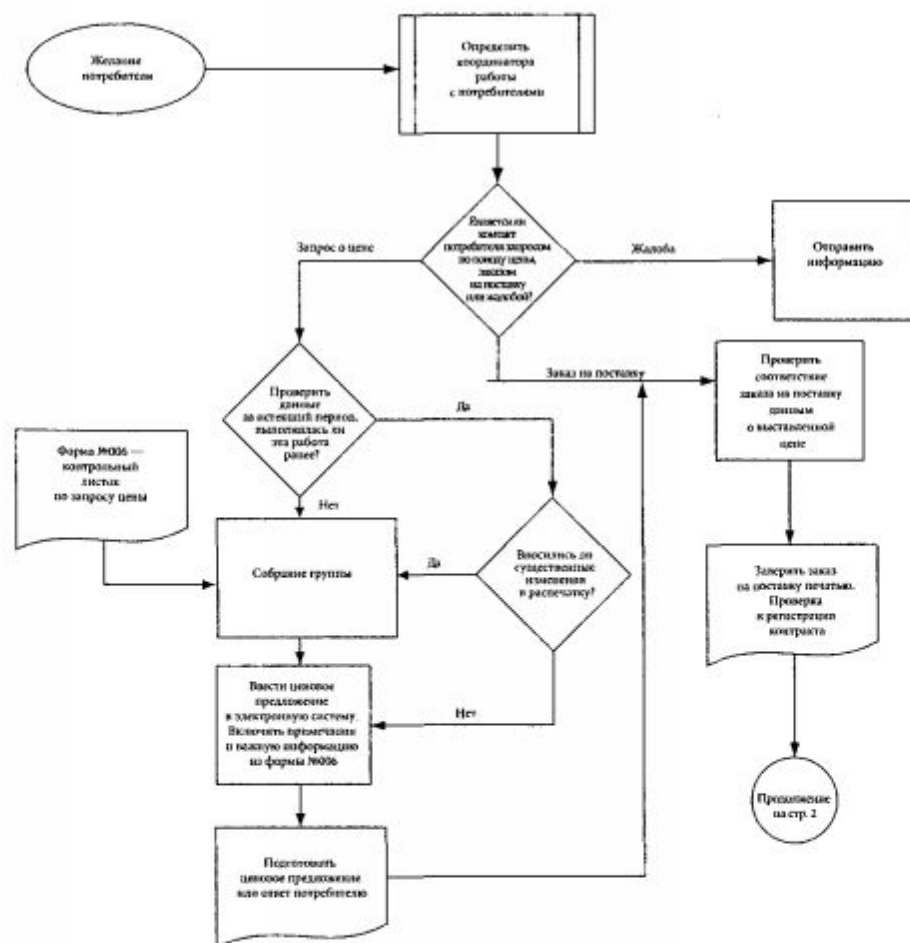 Желание
потребителя
Определить
координатора
работы
с потребителями
Является ли
контакт
потребителя запросом
по поводу цены,
заказом
на поставку
или жалобой?
Запрос о цене
Жалоба
Отправить
информацию
Заказ на поставку
Проверить
соответствие
заказа на поставку
данным
о выставленной
цене
Проверить
данные
за истекший период,
выполнялась ли
эта работа
ранее?
Да
Нет
Форма №006 —
контрольный
листок
по запросу цены
Собрание группы
Да
Вносились ли
существенные
изменения
в распечатку?
Заверить заказ
на поставку печатью.
Проверка
и регистрация
контракта
Ввести ценовое
предложение
в электронную систему.
Включить примечания
и важную информацию
из формы №006
Нет
Продолжение
на стр. 2
Подготовить
ценовое предложение
или ответ потребителю